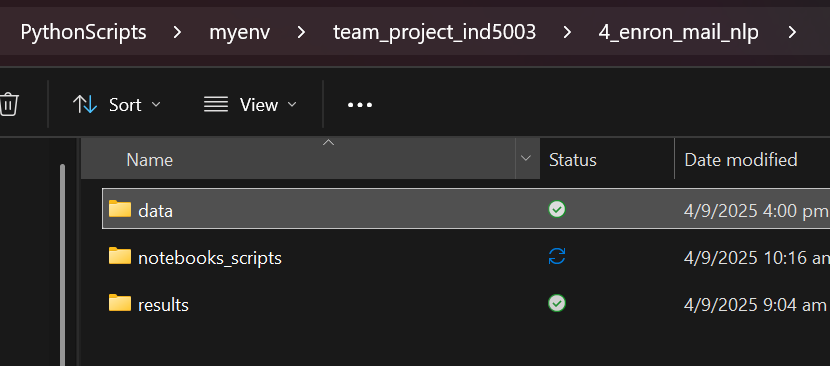 PythonScripts > myenv > team_project_ind5003 > 4_enron_mail_nlp >
Sort View ...
Name Status Date modified
data 4/9/2025 4:00 pm
notebooks_scripts 4/9/2025 10:16 am
results 4/9/2025 9:04 am